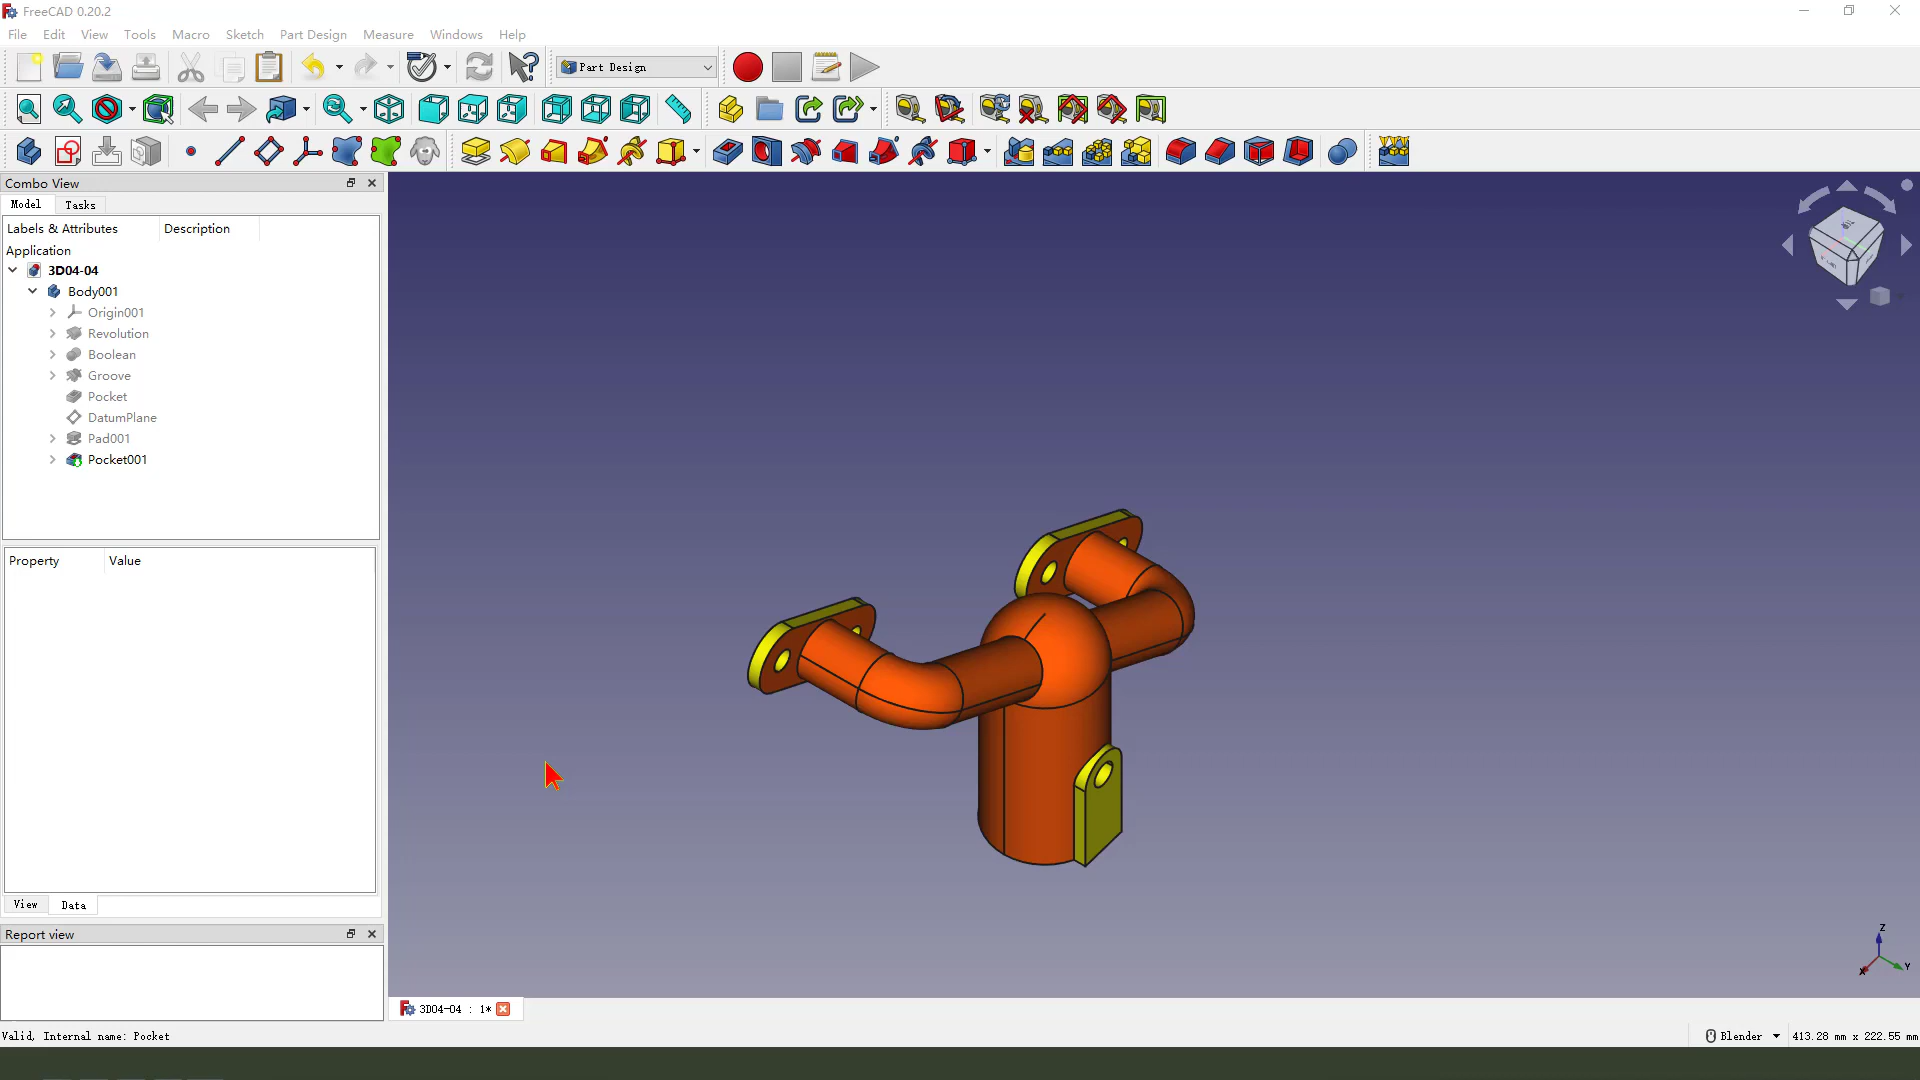 FreeCAD 0.20.2
File Edit View Tools Macro Sketch Part Design Measure Windows Help
Part Design
Combo View
Model Tasks
Labels & Attributes Description
Application
3D04-04
Body001
Origin001
Revolution
Boolean
Groove
Pocket
DatumPlane
Pad001
Pocket001
Property Value
View Data
Report view
Z
Y
X
3D04-04 : 1*
Valid, Internal name: Pocket
Blender 413.28 mm x 222.55 mm